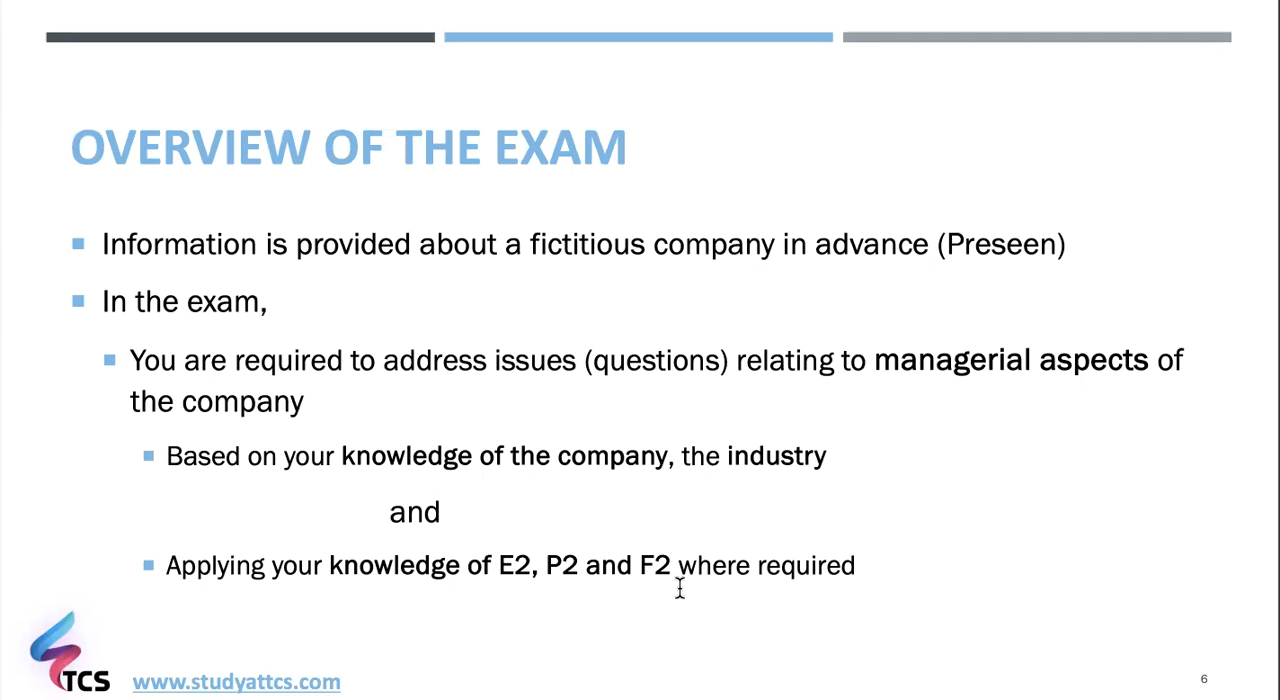 OVERVIEW OF THE EXAM
Information is provided about a fictitious company in advance (Preseen)
In the exam,
You are required to address issues (questions) relating to managerial aspects of
the company
Based on your knowledge of the company, the industry
and
Applying your knowledge of E2, P2 and F2 where required
TCS
www.studyattcs.com
6